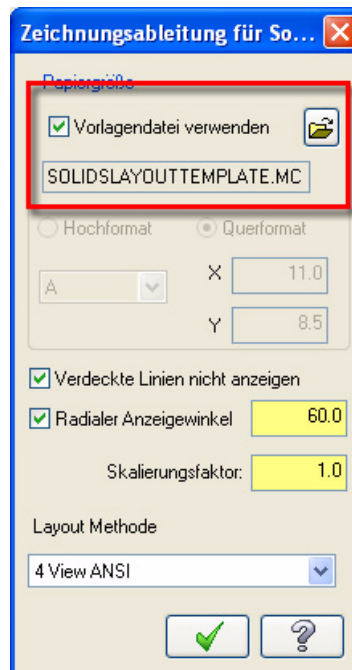 Zeichnungsableitung für So...
Papiergröße
Vorlagendatei verwenden
SOLIDSLAYOUTTEMPLATE.MC
Hochformat Querformat
A X 11.0
Y 8.5
Verdeckte Linien nicht anzeigen
Radialer Anzeigewinkel 60.0
Skalierungsfaktor: 1.0
Layout Methode
4 View ANSI
?